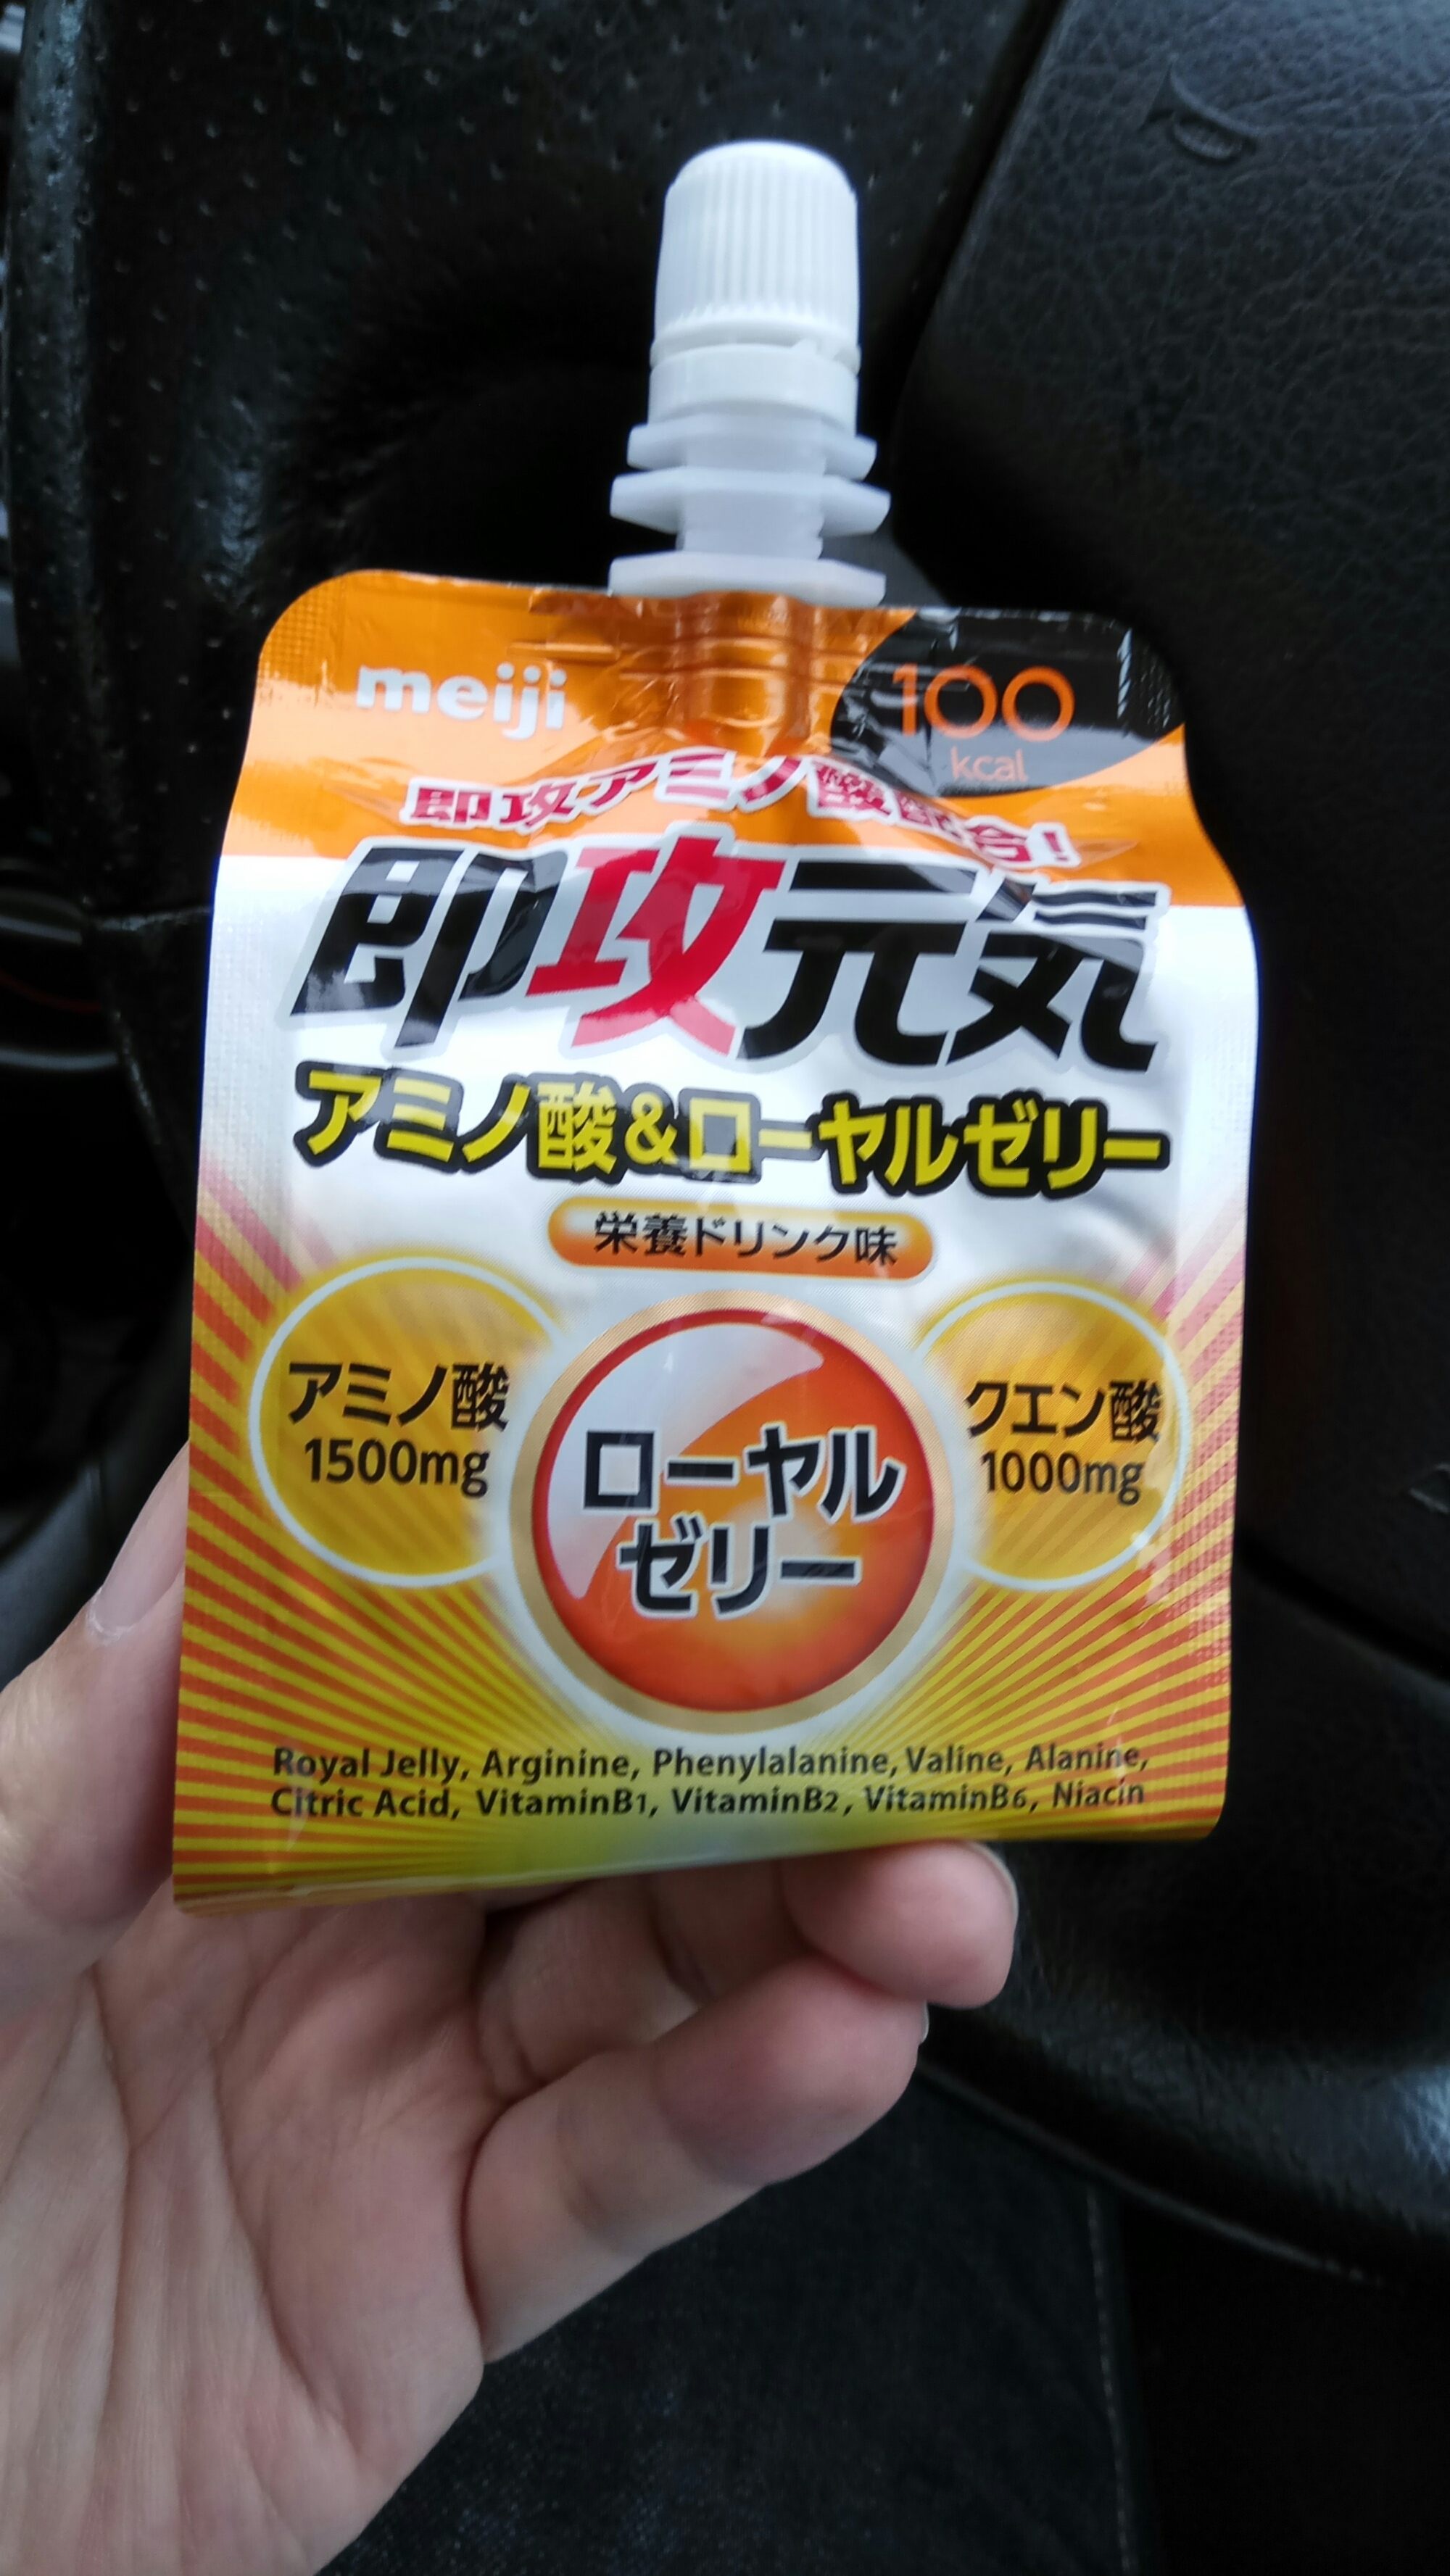 meiji
100
kcal
即攻アミノ酸配合!
即攻元気
アミノ酸&ローヤルゼリー
栄養ドリンク味
アミノ酸
1500mg
ローヤル
ゼリー
クエン酸
1000mg
Royal Jelly, Arginine, Phenylalanine, Valine, Alanine,
Citric Acid, VitaminB1, VitaminB2, VitaminB6, Niacin